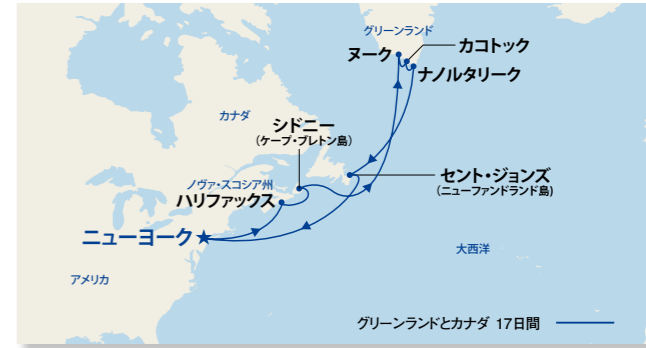 グリーンランド
カコトック
ヌーク
ナノルタリーク
カナダ
シドニー
(ケープ・ブレトン島)
ノヴァ・スコシア州
ハリファックス
セント・ジョンズ
(ニューファンドランド島)
ニューヨーク
大西洋
アメリカ
グリーンランドとカナダ 17日間